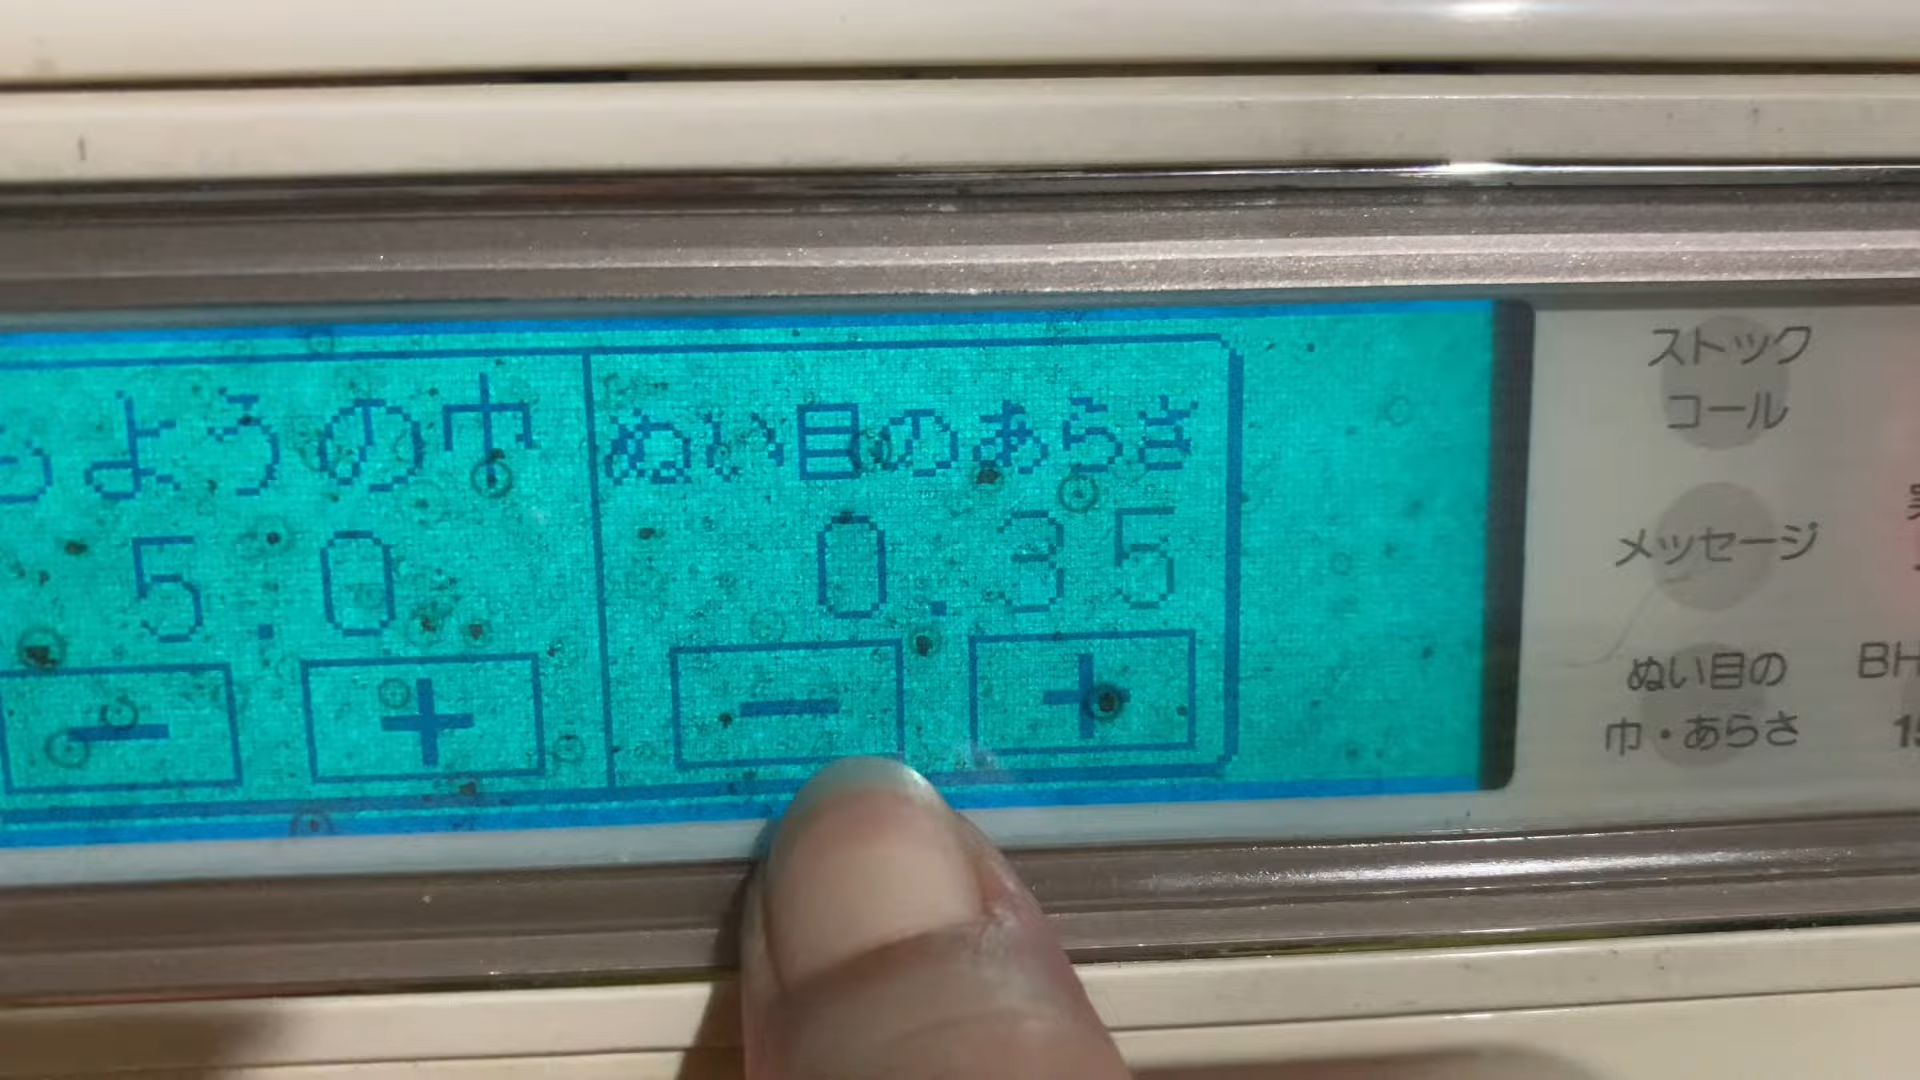 もようの巾
ぬい目のあらさ
5.0
0.35
－ ＋
－ ＋
ストック
コール
メッセージ
ぬい目の
巾・あらさ
BH